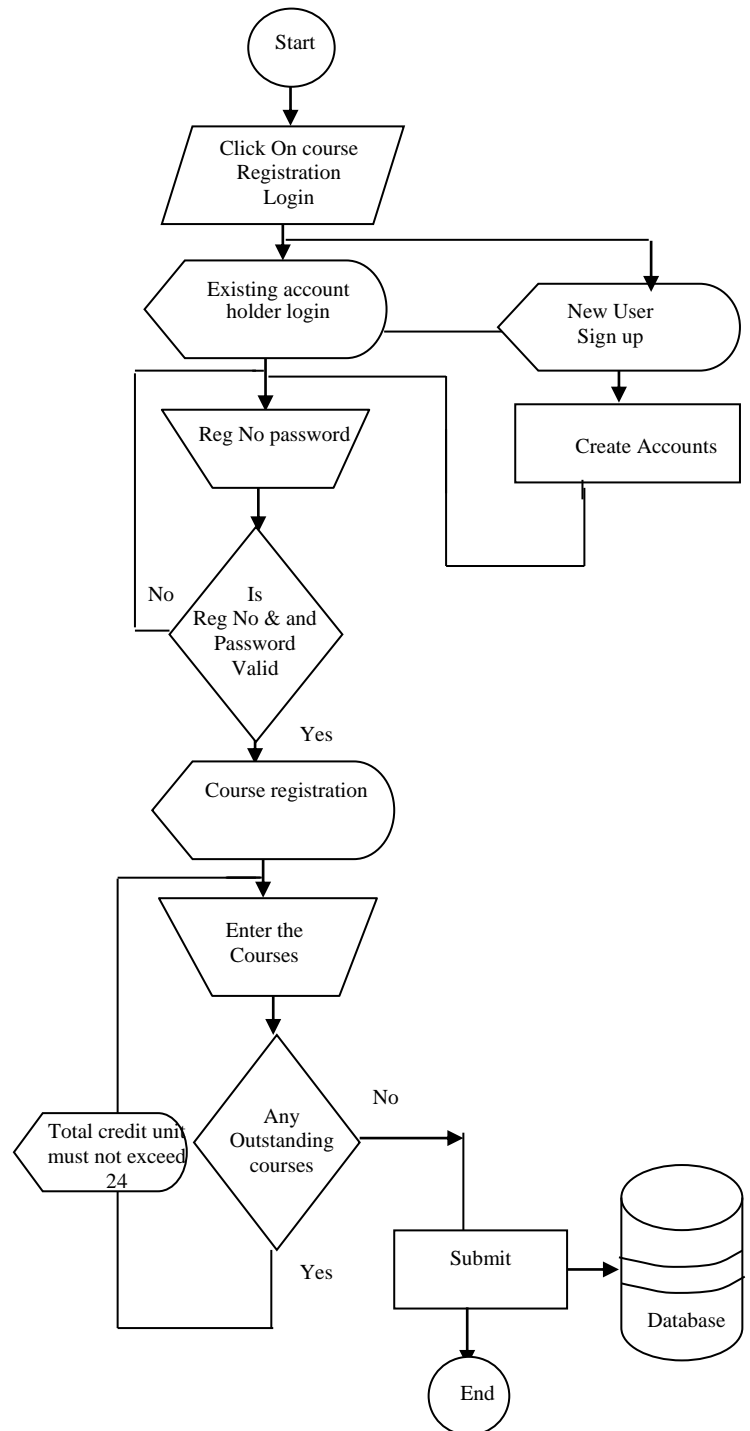 Start
Click On course
Registration
Login
Existing account
holder login
New User
Sign up
Reg No password
Create Accounts
No
Is
Reg No & and
Password
Valid
Yes
Course registration
Enter the
Courses
No
Any
Outstanding
courses
Total credit unit
must not exceed
24
Yes
Submit
Database
End